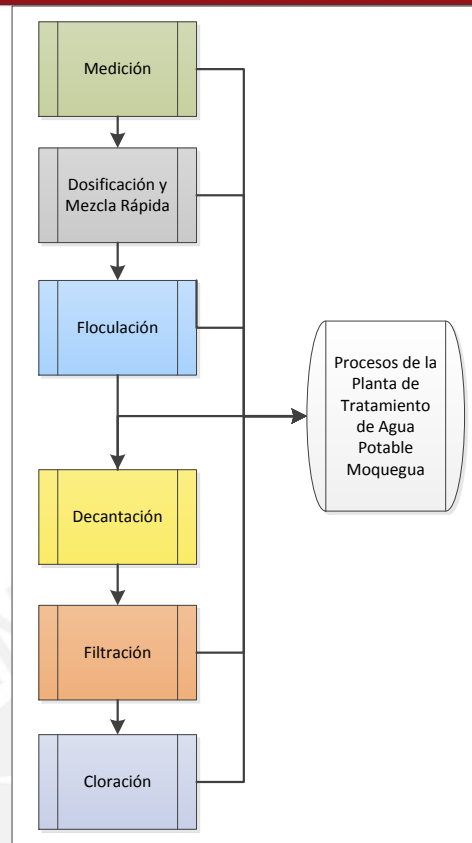 Medición
Dosificación y
Mezcla Rápida
Floculación
Procesos de la
Planta de
Tratamiento
de Agua
Potable
Moquegua
Decantación
Filtración
Cloración